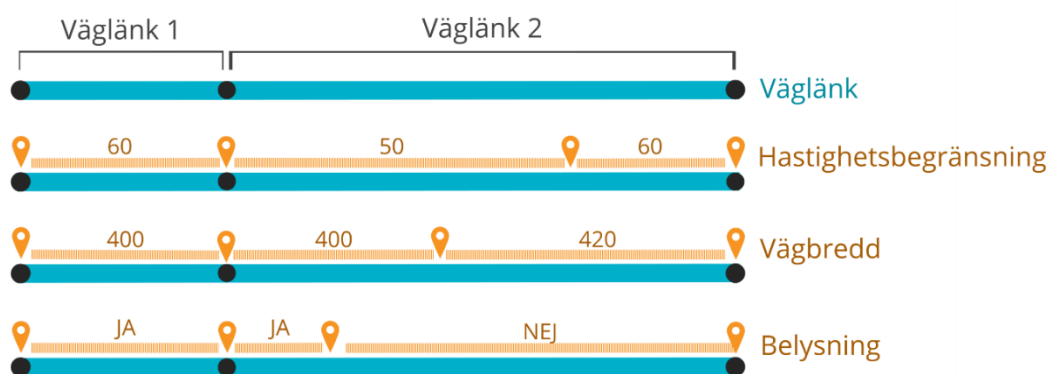 Väglänk 1 Väglänk 2
Väglänk
60 50 60 Hastighetsbegränsning
400 400 420 Vägbredd
JA JA NEJ Belysning